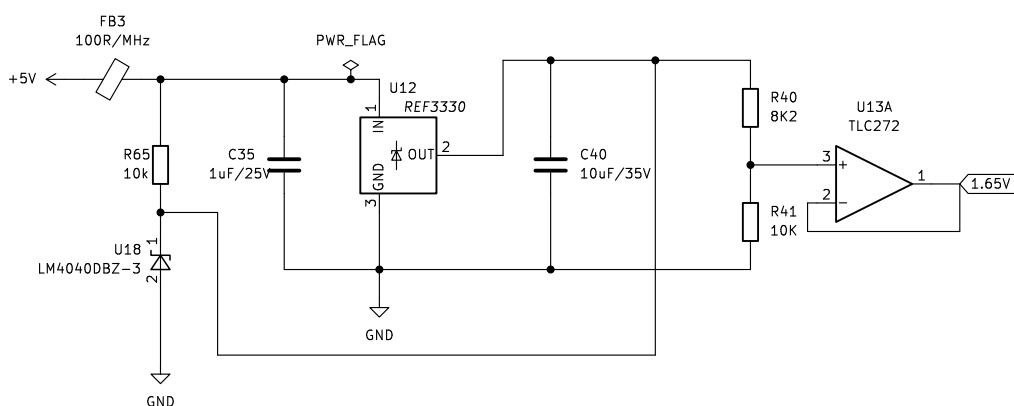 FB3
100R/MHz
+5V
PWR_FLAG
U12
REF3330
1
IN
OUT
2
GND
3
R65
10k
C35
1uF/25V
C40
10uF/35V
R40
8K2
R41
10K
U13A
TLC272
3
+
2
-
1
1.65V
U18
LM4040DBZ-3
1
2
GND
GND